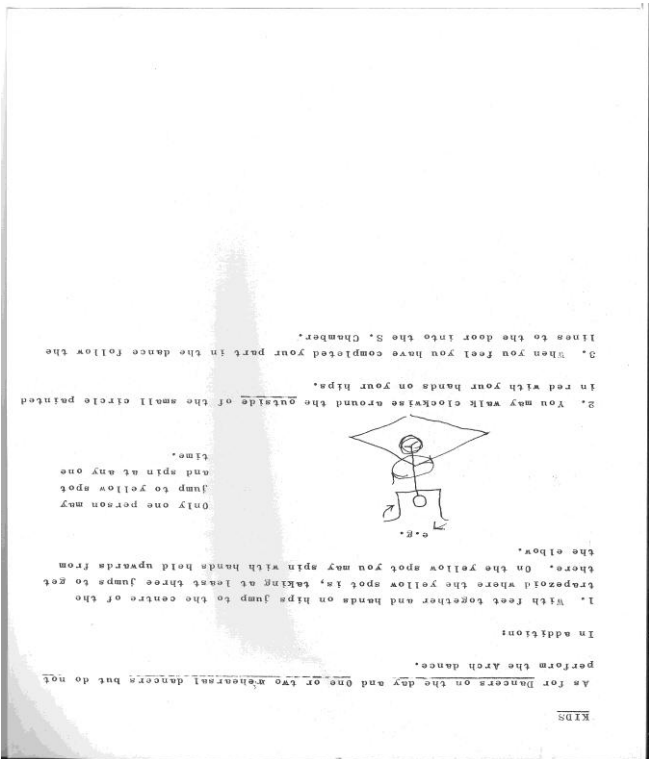 KIDS
As for Dancers on the day and One or two rehearsal dancers but do not
perform the Arch dance.
In addition:
1. With feet together and hands on hips jump to the centre of the
trapezoid where the yellow spot is, taking at least three jumps to get
there. On the yellow spot you may spin with hands held upwards from
the elbow.
e.g.
Only one person may
jump to yellow spot
and spin at any one
time.
2. You may walk clockwise around the outside of the small circle painted
in red with your hands on your hips.
3. When you feel you have completed your part in the dance follow the
lines to the door into the S. Chamber.